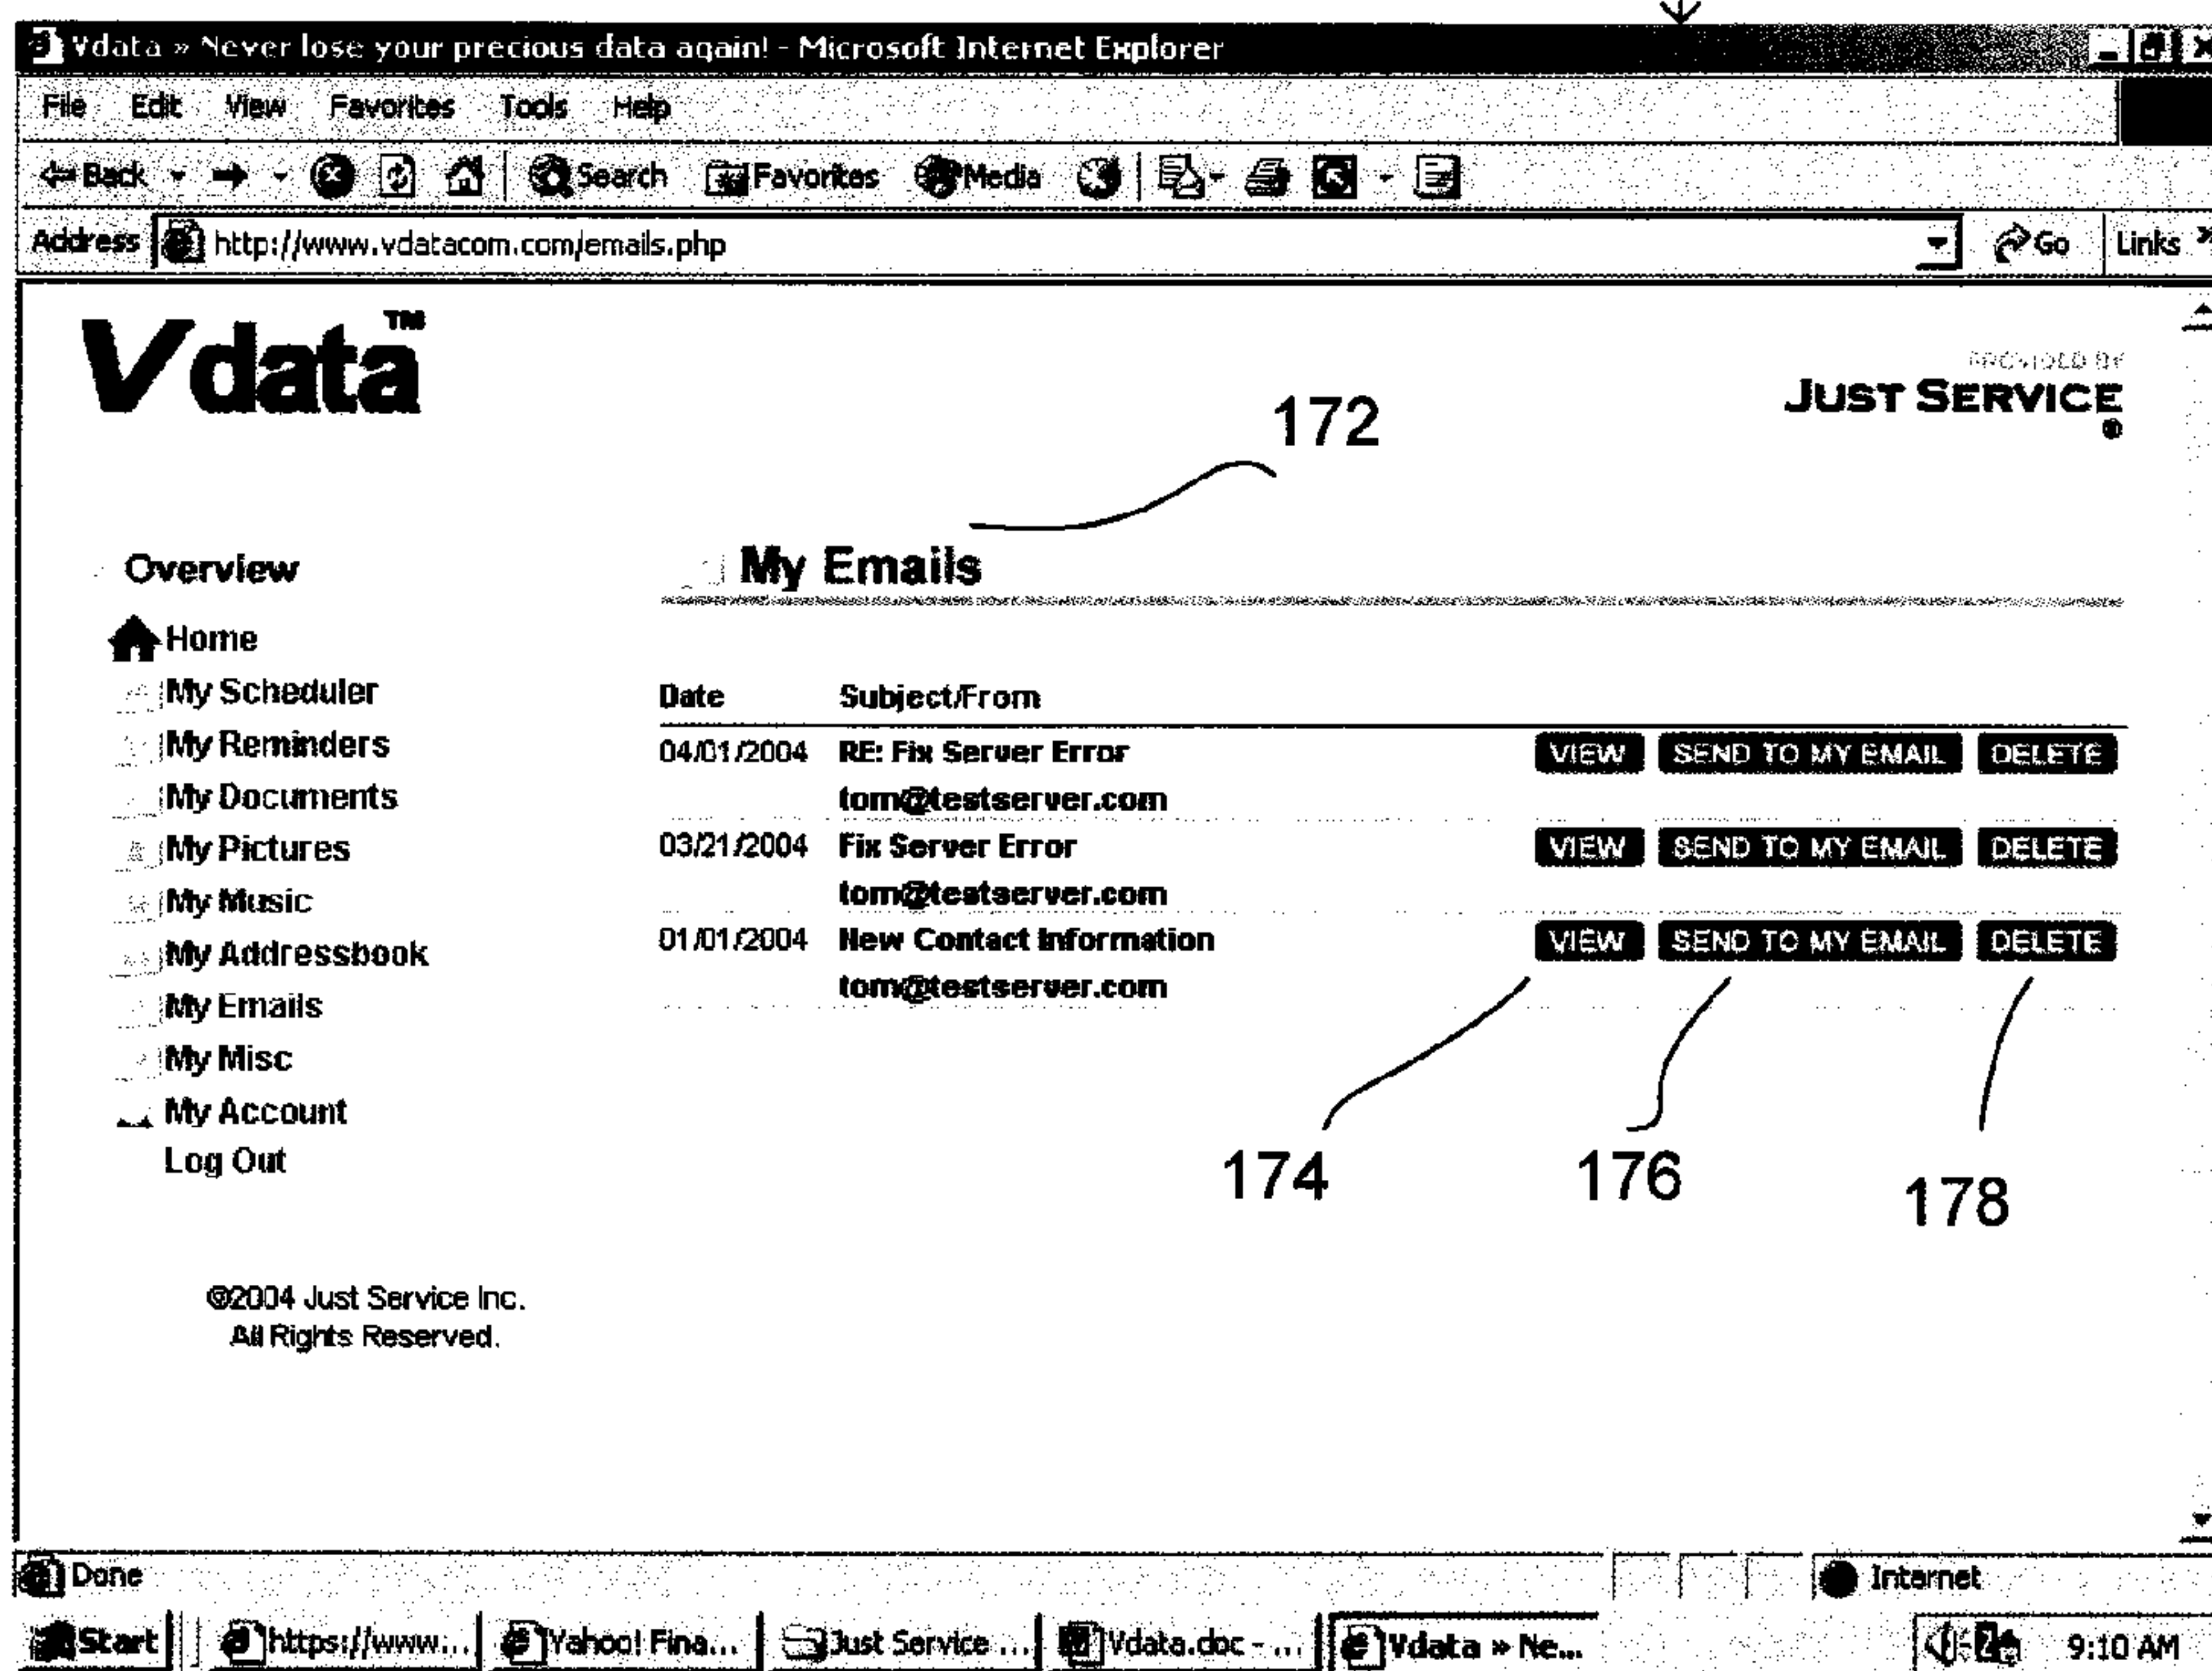 Vdata » Never lose your precious data again! - Microsoft Internet Explorer
File Edit View Favorites Tools Help
Back Search Favorites Media
Address http://www.vdatacom.com/emails.php Go Links »
Vdata™
PROVIDED BY
JUST SERVICE
®
172
Overview
My Emails
Home
My Scheduler
My Reminders
My Documents
My Pictures
My Music
My Addressbook
My Emails
My Misc
My Account
Log Out
Date Subject/From
04/01/2004 RE: Fix Server Error VIEW SEND TO MY EMAIL DELETE
tom@testserver.com
03/21/2004 Fix Server Error VIEW SEND TO MY EMAIL DELETE
tom@testserver.com
01/01/2004 New Contact Information VIEW SEND TO MY EMAIL DELETE
tom@testserver.com
174 176 178
©2004 Just Service Inc.
All Rights Reserved.
Done Internet
Start https://www... Yahoo! Fina... Just Service ... Vdata.doc - ... Vdata » Ne... 9:10 AM